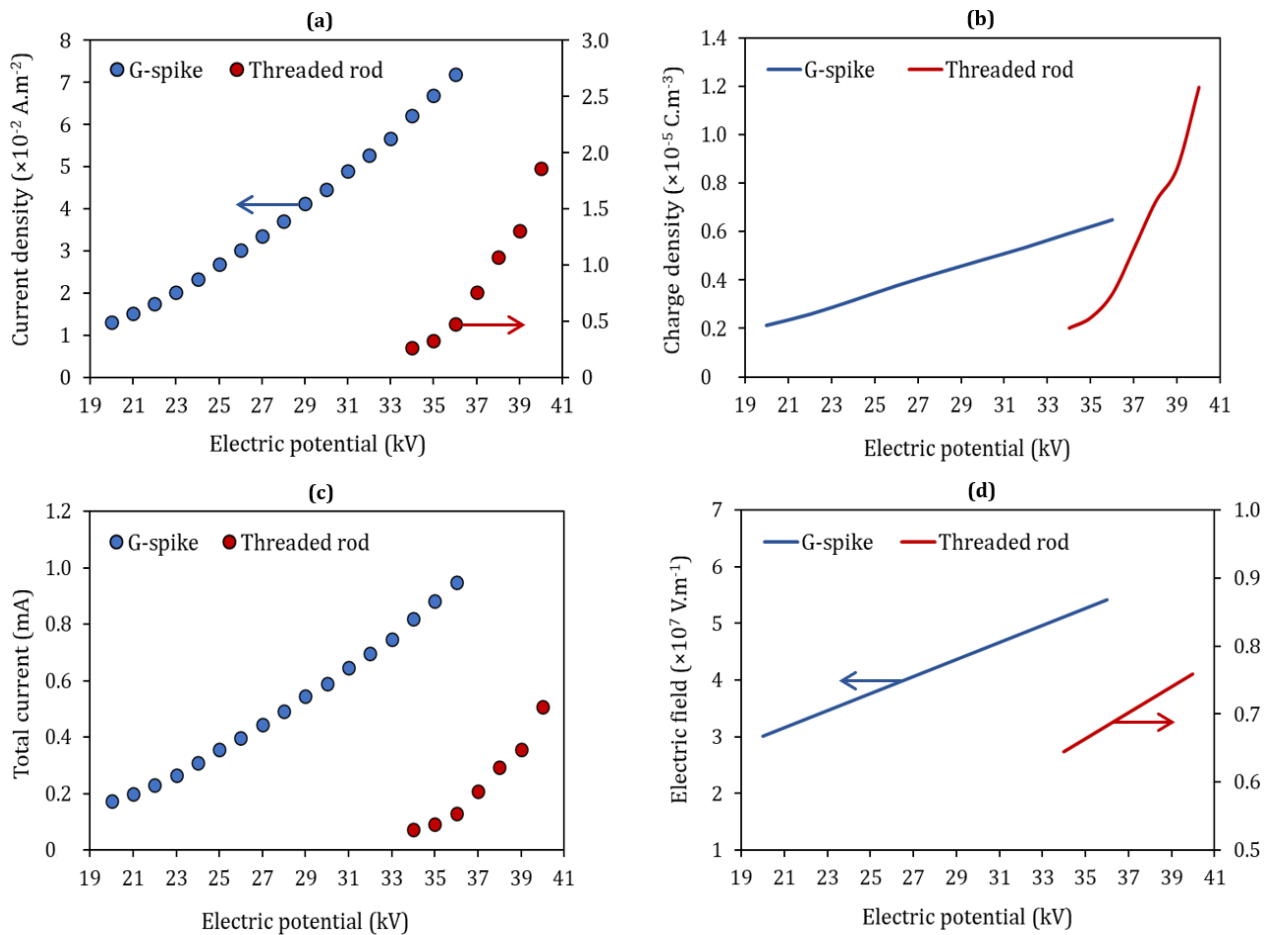 (a)
8
7
6
5
4
3
2
1
0
3.0
2.5
2.0
1.5
1.0
0.5
0
G-spike
Threaded rod
Current density (×10⁻² A.m⁻²)
19 21 23 25 27 29 31 33 35 37 39 41
Electric potential (kV)
(b)
1.4
1.2
1.0
0.8
0.6
0.4
0.2
0
G-spike
Threaded rod
Charge density (×10⁻⁵ C.m⁻³)
19 21 23 25 27 29 31 33 35 37 39 41
Electric potential (kV)
(c)
1.2
1.0
0.8
0.6
0.4
0.2
0
G-spike
Threaded rod
Total current (mA)
19 21 23 25 27 29 31 33 35 37 39 41
Electric potential (kV)
(d)
7
6
5
4
3
2
1
1.0
0.9
0.8
0.7
0.6
0.5
G-spike
Threaded rod
Electric field (×10⁷ V.m⁻¹)
19 21 23 25 27 29 31 33 35 37 39 41
Electric potential (kV)